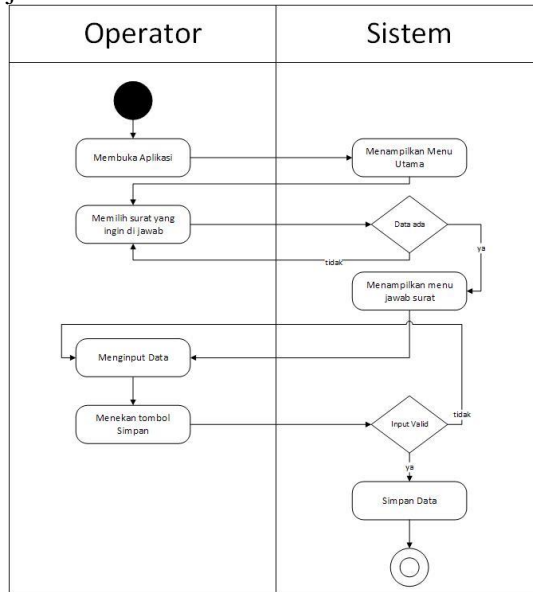 Operator
Sistem
Membuka Aplikasi
Menampilkan Menu
Utama
Memilih surat yang
ingin di jawab
Data ada
ya
tidak
Menampilkan menu
jawab surat
Menginput Data
Menekan tombol
Simpan
Input Valid
tidak
ya
Simpan Data